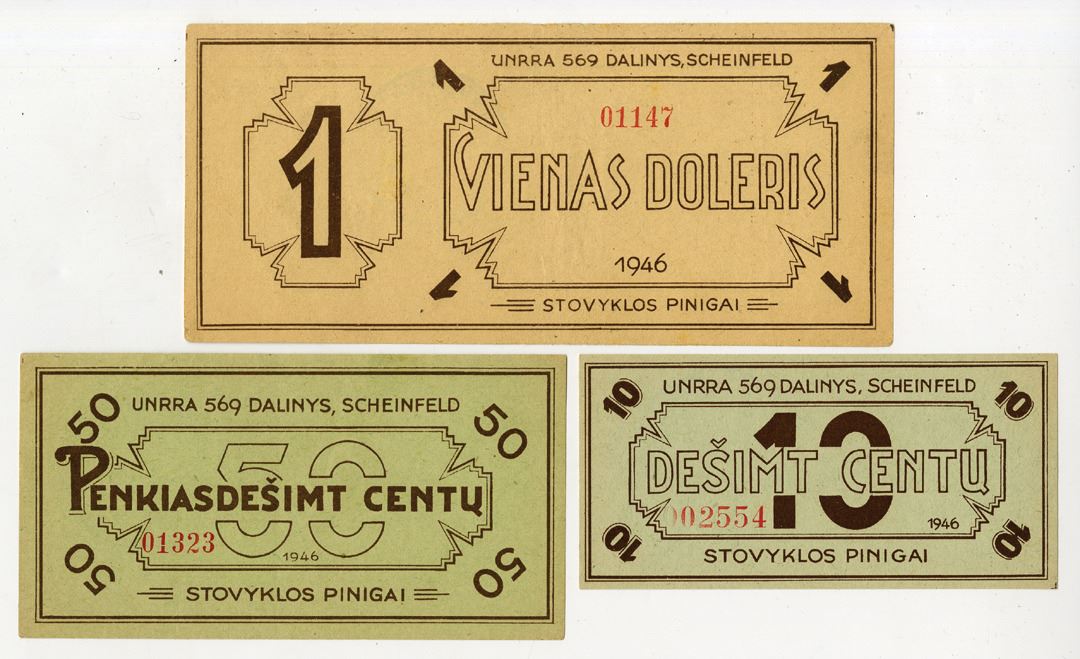 UNRRA 569 DALINYS, SCHEINFELD
1 1
01147
1
VIENAS DOLERIS
1946
1 1
STOVYKLOS PINIGAI
50 UNRRA 569 DALINYS, SCHEINFELD 50
50
PENKIASDEŠIMT CENTŲ
01323
1946
50 50
STOVYKLOS PINIGAI
10 UNRRA 569 DALINYS, SCHEINFELD 10
10
DEŠIMT CENTŲ
002554
1946
10 10
STOVYKLOS PINIGAI